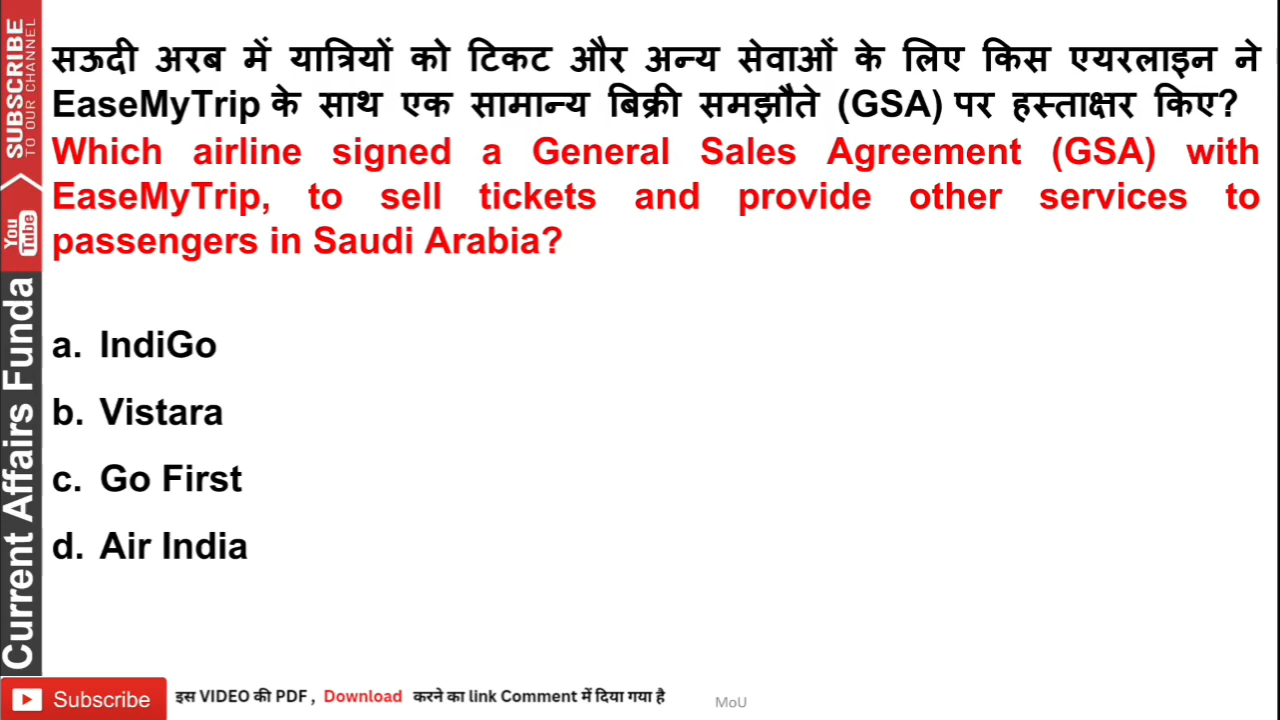 सऊदी अरब में यात्रियों को टिकट और अन्य सेवाओं के लिए किस एयरलाइन ने
EaseMyTrip के साथ एक सामान्य बिक्री समझौते (GSA) पर हस्ताक्षर किए?
Which airline signed a General Sales Agreement (GSA) with
EaseMyTrip, to sell tickets and provide other services to
passengers in Saudi Arabia?
a. IndiGo
b. Vistara
c. Go First
d. Air India
SUBSCRIBE
TO OUR CHANNEL
You
Tube
Current Affairs Funda
Subscribe
इस VIDEO की PDF , Download करने का link Comment में दिया गया है
MoU